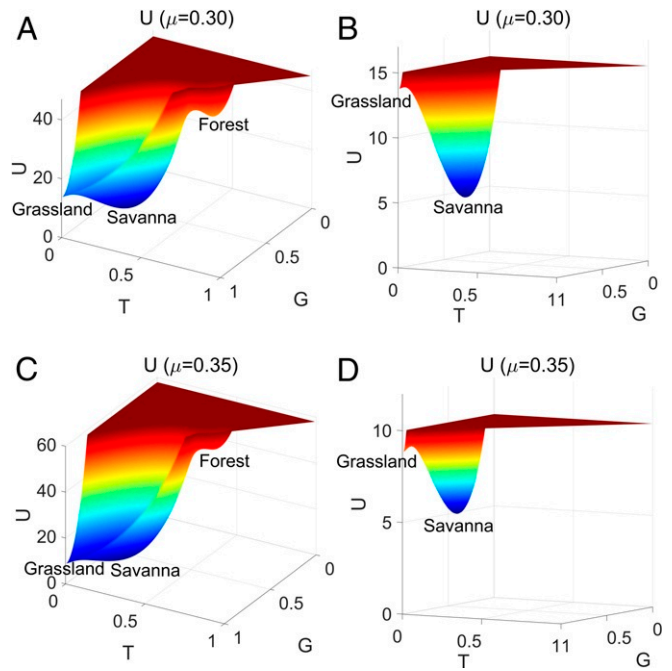 A
U (μ=0.30)
40
20
0
U
Grassland
Savanna
Forest
0
0.5
1
T
1
0.5
0
G
B
U (μ=0.30)
15
10
5
0
U
Grassland
Savanna
0
0.5
11
T
0.5
0
G
C
U (μ=0.35)
60
40
20
0
U
Grassland
Savanna
Forest
0
0.5
1
T
1
0.5
0
G
D
U (μ=0.35)
10
5
0
U
Grassland
Savanna
0
0.5
11
T
0.5
0
G